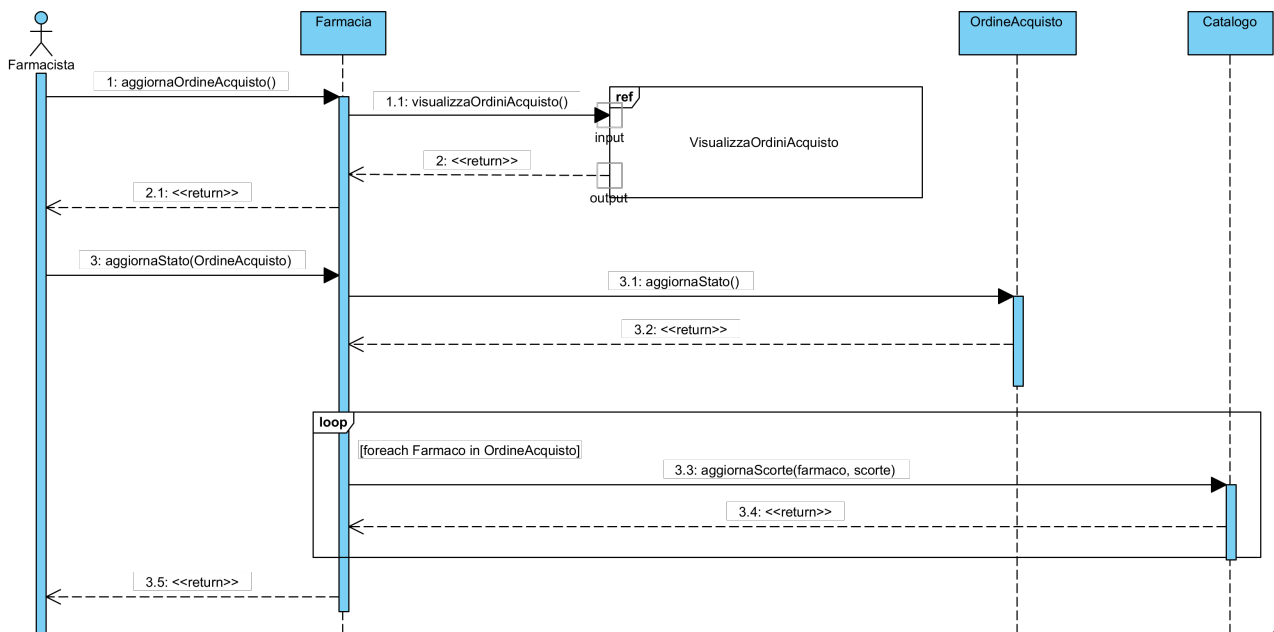 Farmacia
OrdineAcquisto
Catalogo
Farmacista
1: aggiornaOrdineAcquisto()
1.1: visualizzaOrdiniAcquisto()
ref
input
VisualizzaOrdiniAcquisto
2: <<return>>
2.1: <<return>>
output
3: aggiornaStato(OrdineAcquisto)
3.1: aggiornaStato()
3.2: <<return>>
loop
[foreach Farmaco in OrdineAcquisto]
3.3: aggiornaScorte(farmaco, scorte)
3.4: <<return>>
3.5: <<return>>